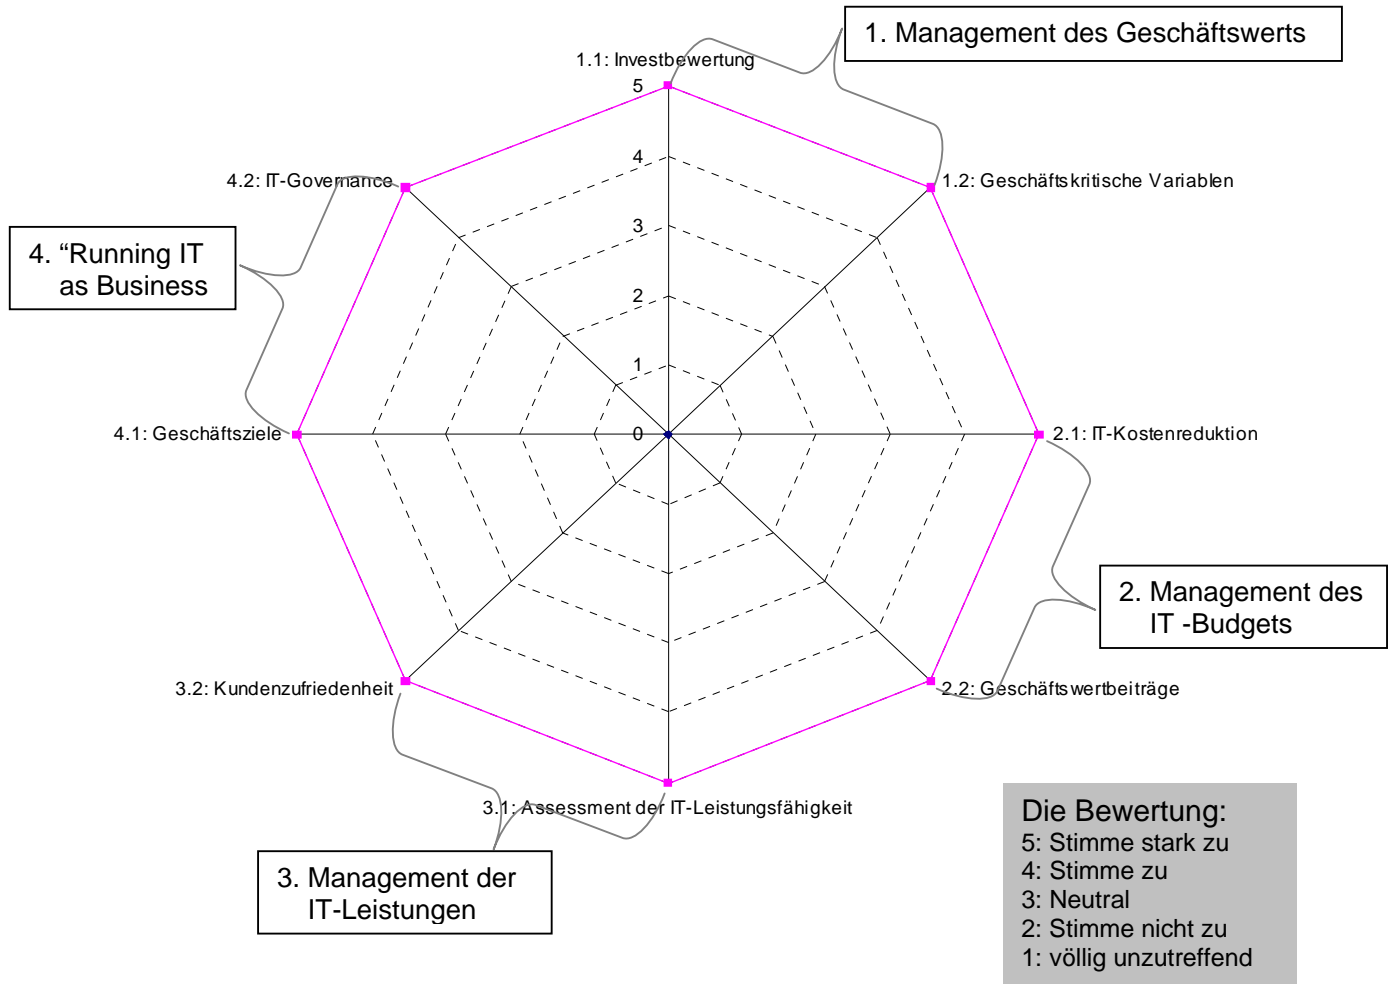 1. Management des Geschäftswerts
1.1: Investbewertung
5
4
3
2
1
0
4.2: IT-Governance
1.2: Geschäftskritische Variablen
4. “Running IT
as Business
4.1: Geschäftsziele
2.1: IT-Kostenreduktion
2. Management des
IT -Budgets
3.2: Kundenzufriedenheit
2.2: Geschäftswertbeiträge
3.1: Assessment der IT-Leistungsfähigkeit
3. Management der
IT-Leistungen
Die Bewertung:
5: Stimme stark zu
4: Stimme zu
3: Neutral
2: Stimme nicht zu
1: völlig unzutreffend